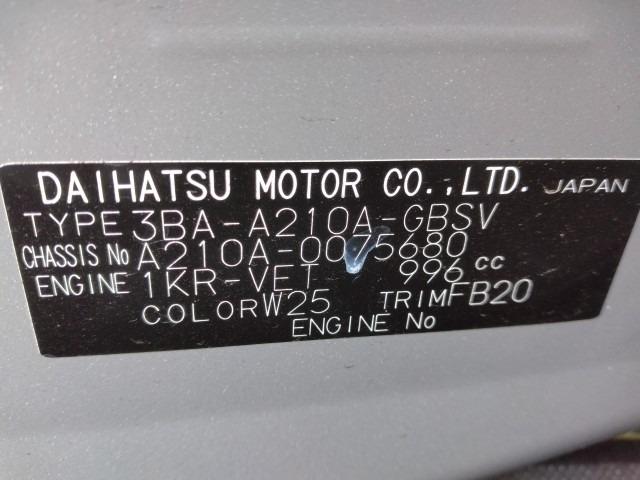 DAIHATSU MOTOR CO.,LTD. JAPAN
TYPE 3BA-A210A-GBSV
CHASSIS No A210A-0075680
ENGINE 1KR-VET 996 cc
COLOR W25 TRIM FB20
ENGINE No